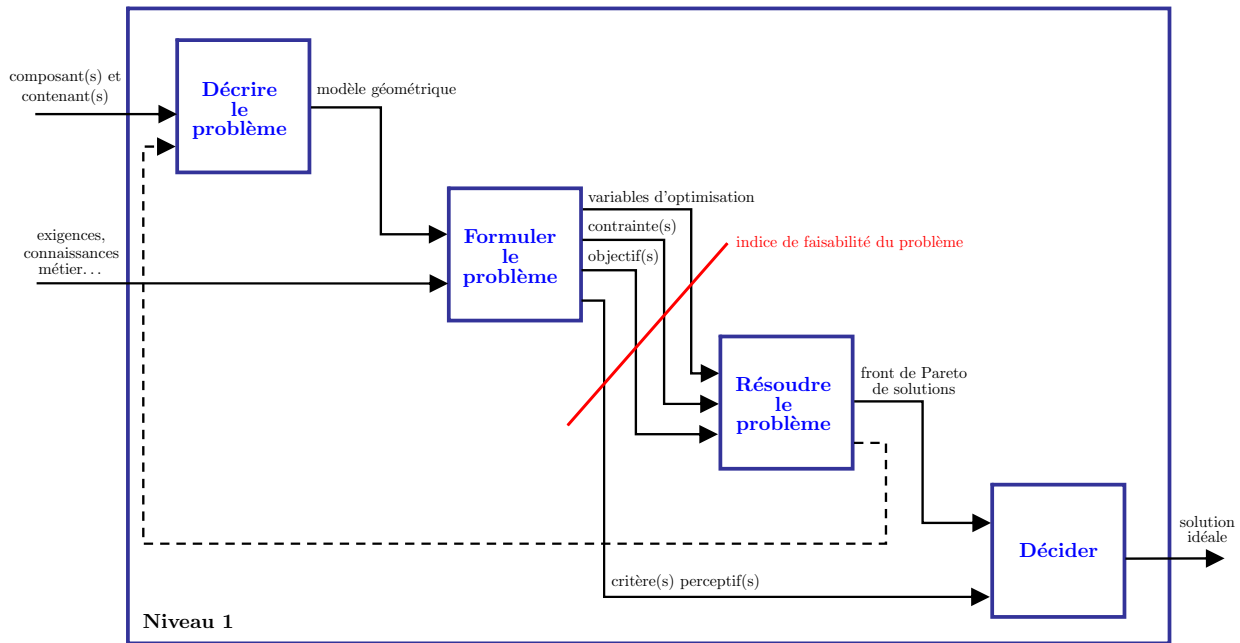 composant(s) et
contenant(s)
Décrire
le
problème
modèle géométrique
exigences,
connaissances
métier...
Formuler
le
problème
variables d'optimisation
contrainte(s)
objectif(s)
indice de faisabilité du problème
Résoudre
le
problème
front de Pareto
de solutions
critère(s) perceptif(s)
Décider
solution
idéale
Niveau 1